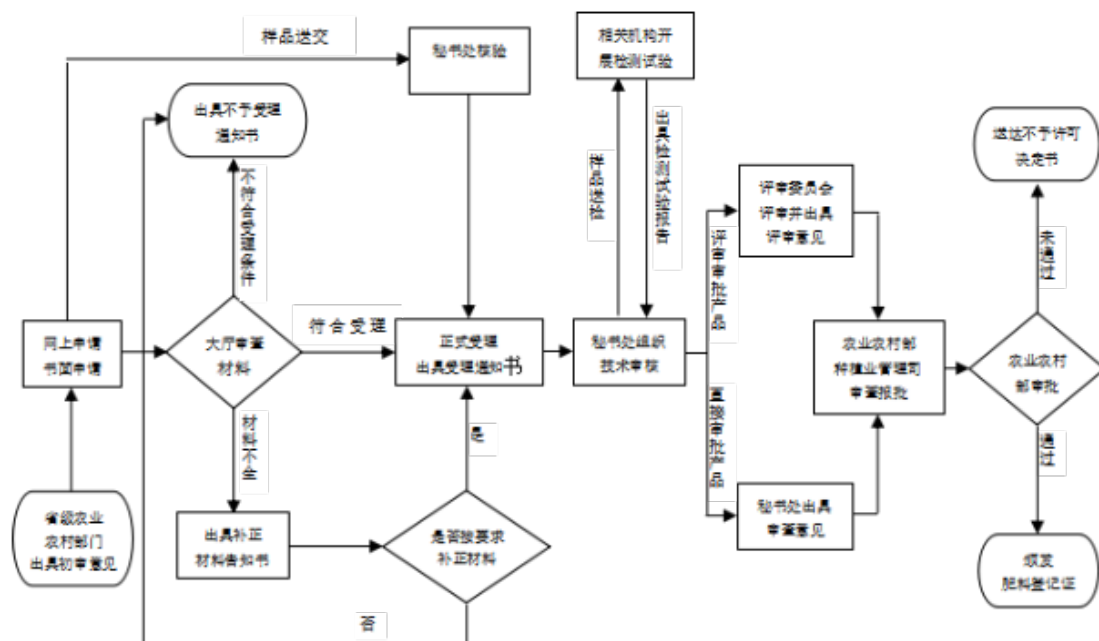 样品送交
秘书处核验
相关机构开
展检测试验
出具不予受理
通知书
送达不予许可
决定书
不符合受理条件
样品送检
出具检测试验报告
评审委员会
评审并出具
评审意见
评审审批产品
未通过
网上申请
书面申请
大厅审查
材料
符合受理
正式受理
出具受理通知书
秘书处组织
技术审核
农业农村部
种植业管理司
审查报批
农业农村
部审批
材料不全
是
直接审批产品
通过
省级农业
农村部门
出具初审意见
出具补正
材料告知书
是否按要求
补正材料
秘书处出具
审查意见
颁发
肥料登记证
否